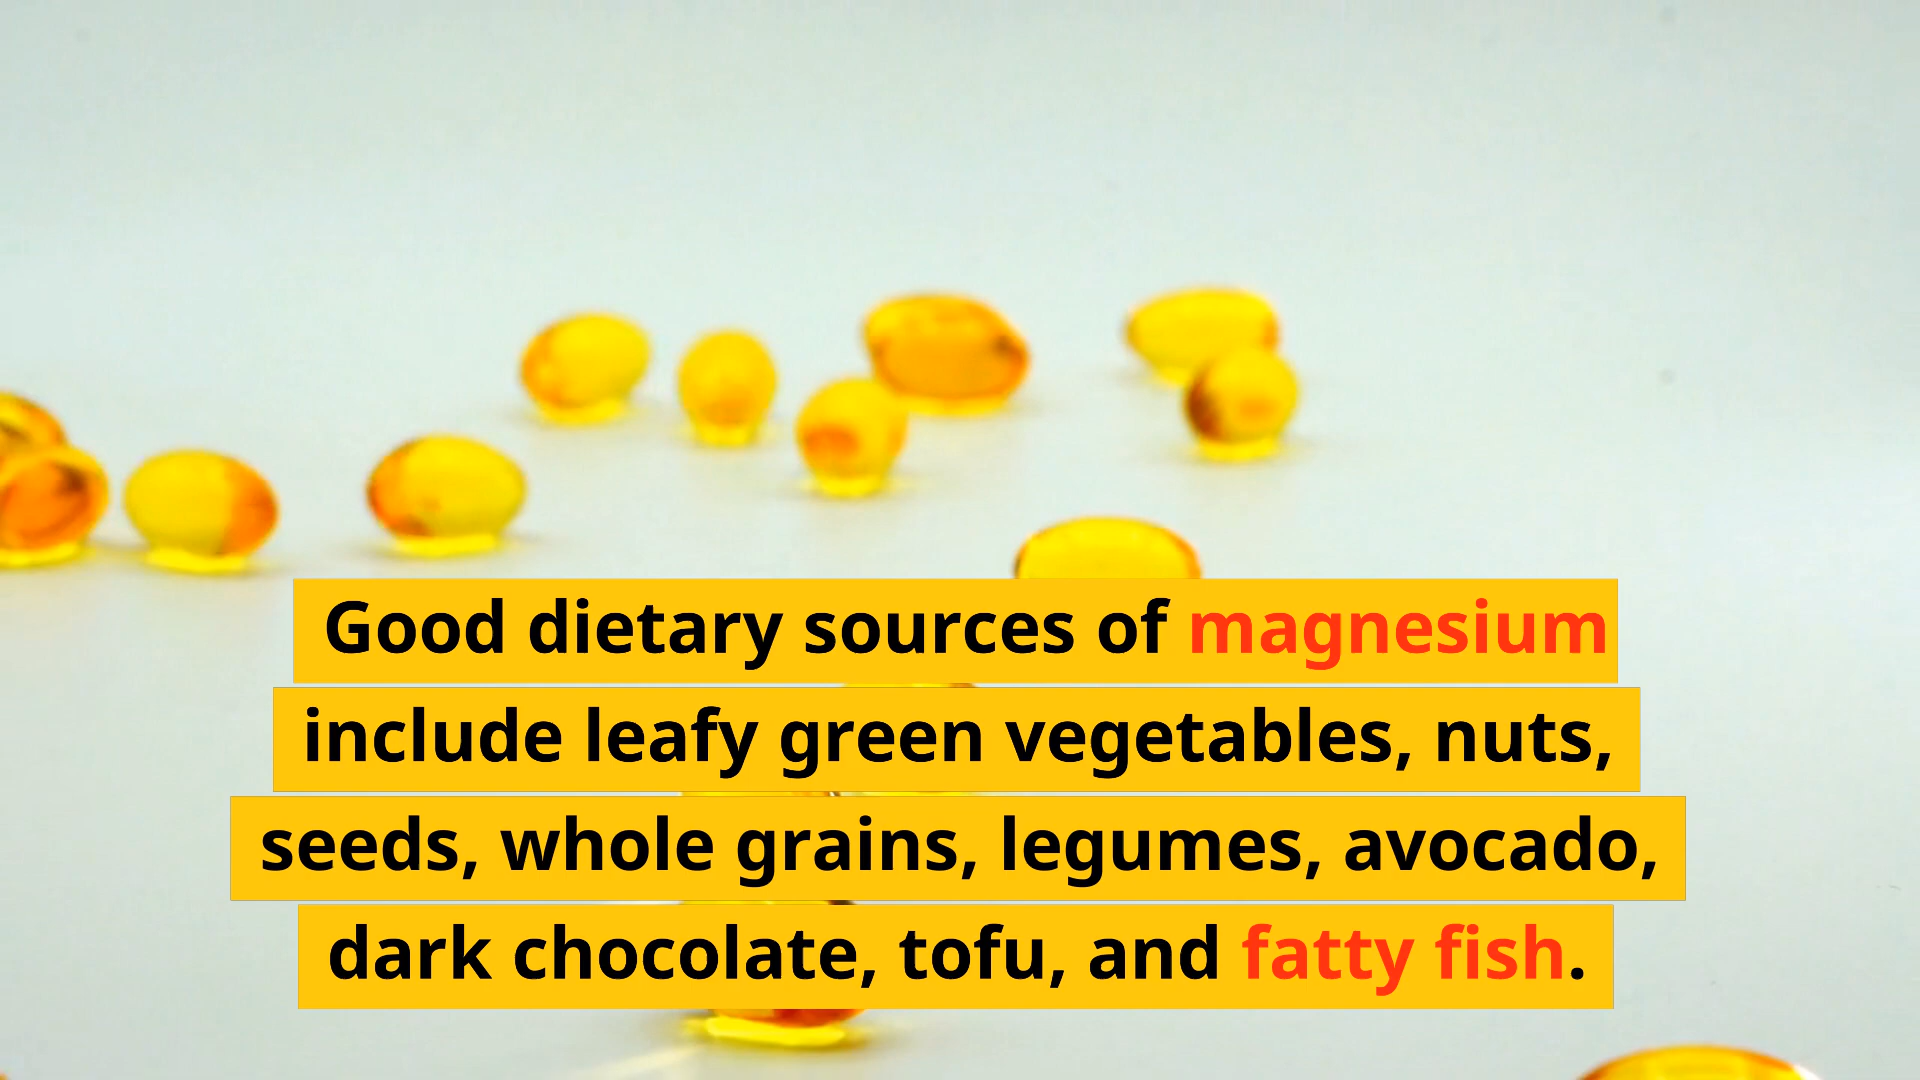 Good dietary sources of magnesium
include leafy green vegetables, nuts,
seeds, whole grains, legumes, avocado,
dark chocolate, tofu, and fatty fish.